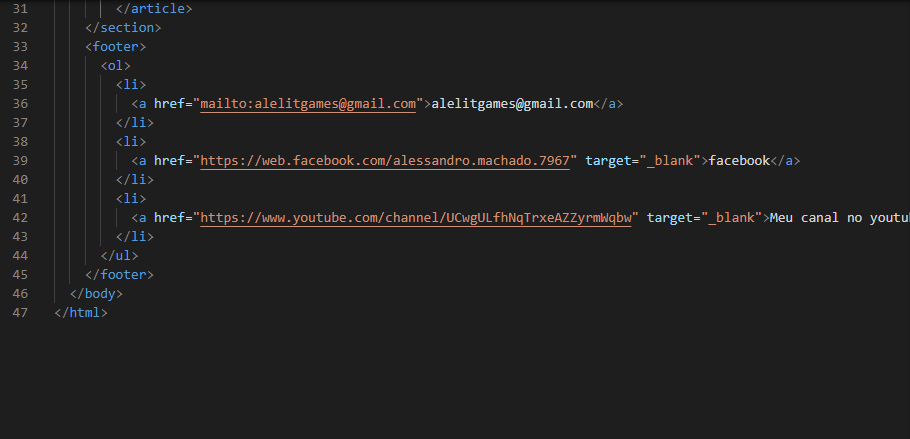 31 </article>
32 </section>
33 <footer>
34 <ol>
35 <li>
36 <a href="mailto:alelitgames@gmail.com">alelitgames@gmail.com</a>
37 </li>
38 <li>
39 <a href="https://web.facebook.com/alessandro.machado.7967" target="_blank">facebook</a>
40 </li>
41 <li>
42 <a href="https://www.youtube.com/channel/UCwgULfhNqTrxeAZZyrmWqbw" target="_blank">Meu canal no youtu
43 </li>
44 </ul>
45 </footer>
46 </body>
47 </html>